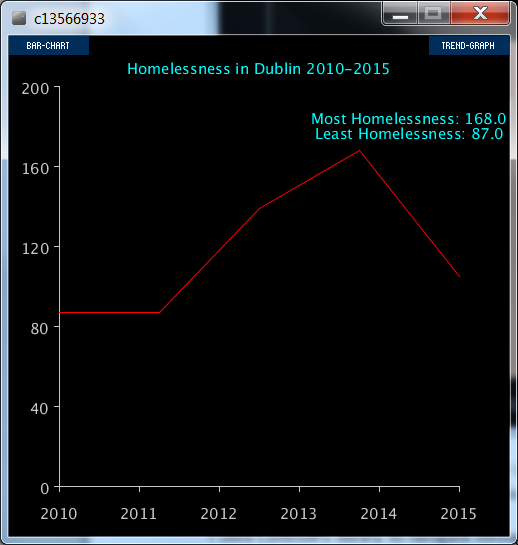 c13566933
BAR-CHART
TREND-GRAPH
Homelessness in Dublin 2010-2015
200
Most Homelessness: 168.0
Least Homelessness: 87.0
160
120
80
40
0
2010 2011 2012 2013 2014 2015